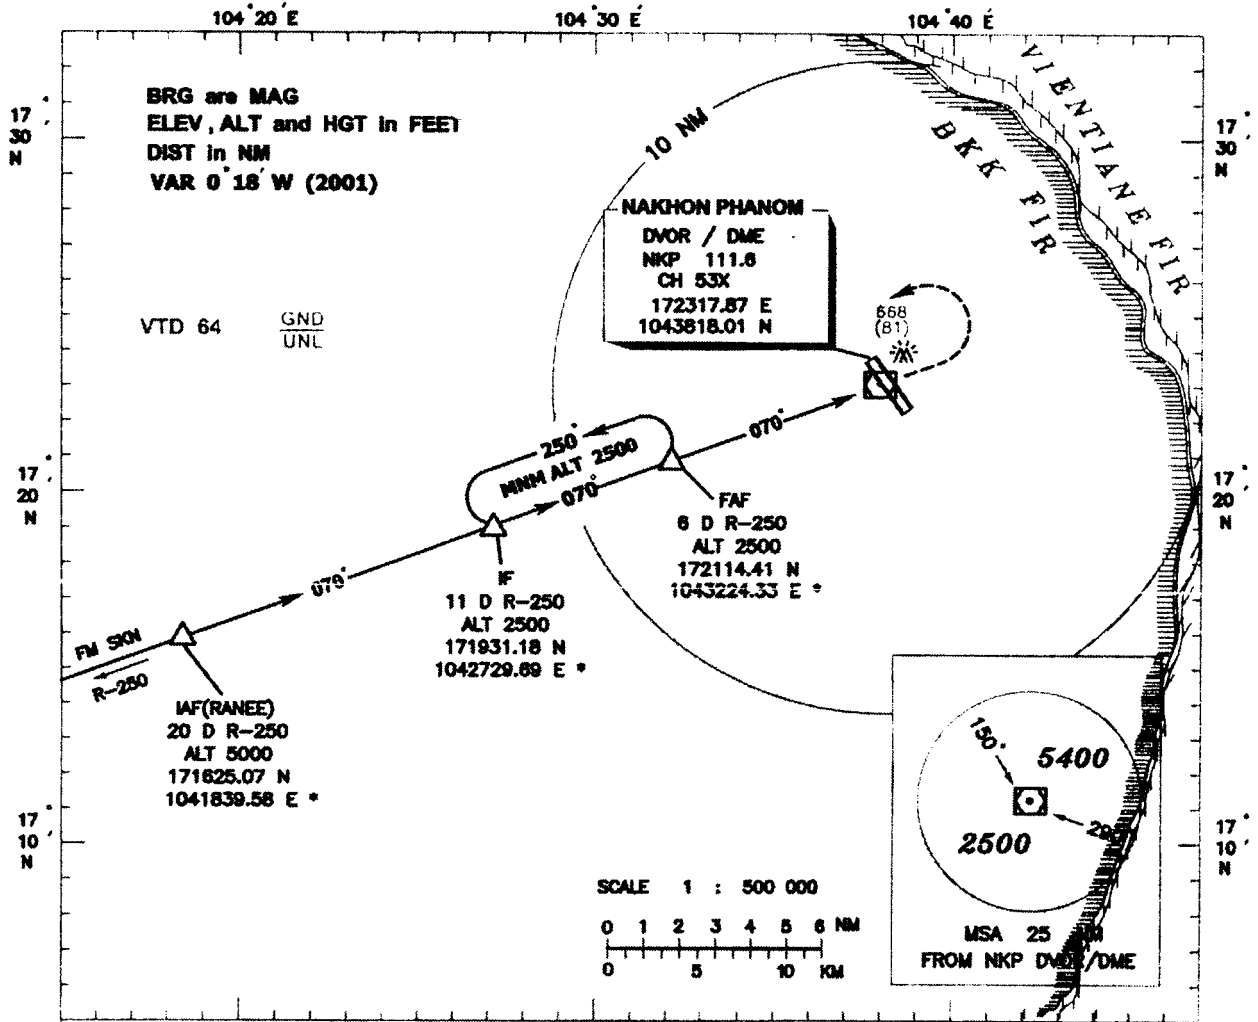 104°20'E
104°30'E
104°40'E
17°
30'
N
17°
30'
N
BRG are MAG
ELEV, ALT and HGT in FEET
DIST in NM
VAR 0°18' W (2001)
10 NM
VIENTIANE FIR
BKK FIR
NAKHON PHANOM
DVOR / DME
NKP 111.6
CH 53X
172317.87 E
1043818.01 N
VTD 64
GND
UNL
668
(81)
250°
MNM ALT 2500
070°
070°
17°
20'
N
17°
20'
N
FAF
6 D R-250
ALT 2500
172114.41 N
1043224.33 E *
070°
IF
11 D R-250
ALT 2500
171931.18 N
1042729.69 E *
FM SKN
R-250
IAF(RANEE)
20 D R-250
ALT 5000
171625.07 N
1041839.58 E *
150°
5400
2500
17°
10'
N
17°
10'
N
SCALE 1 : 500 000
0 1 2 3 4 5 6 NM
0 5 10 KM
MSA 25 NM
FROM NKP DVOR/DME